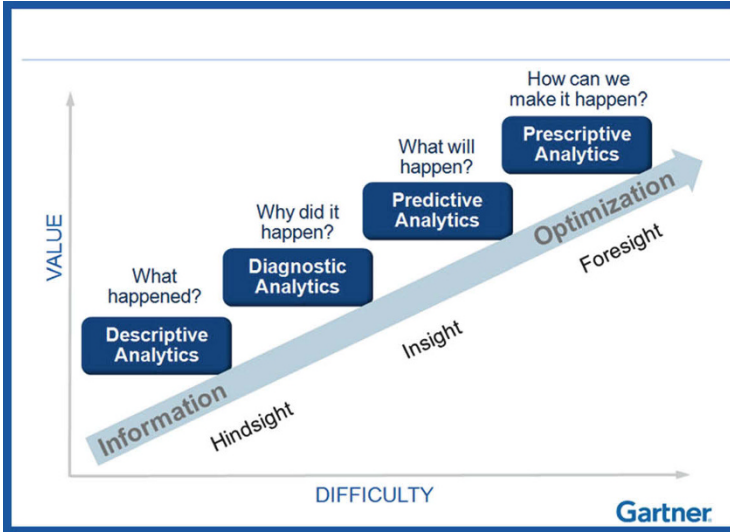 How can we
make it happen?
Prescriptive
Analytics
What will
happen?
Predictive
Analytics
Why did it
happen?
Diagnostic
Analytics
What
happened?
Descriptive
Analytics
Information
Optimization
Hindsight
Insight
Foresight
VALUE
DIFFICULTY
Gartner